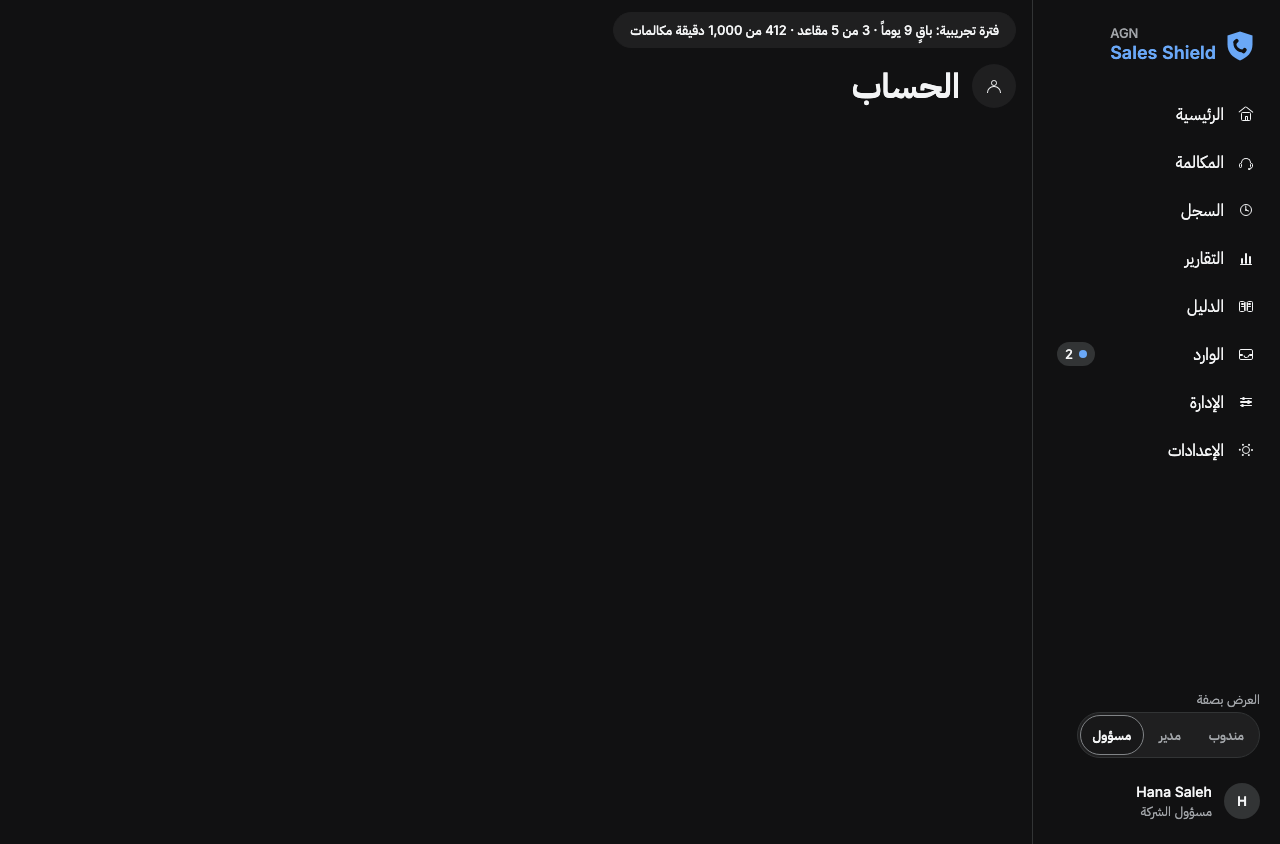 AGN
Sales Shield
الرئيسية
المكالمة
السجل
التقارير
الدليل
الوارد
2
الإدارة
الإعدادات
العرض بصفة
مندوب
مدير
مسؤول
H
Hana Saleh
مسؤول الشركة
فترة تجريبية: باقٍ 9 يوماً · 3 من 5 مقاعد · 412 من 1,000 دقيقة مكالمات
الحساب